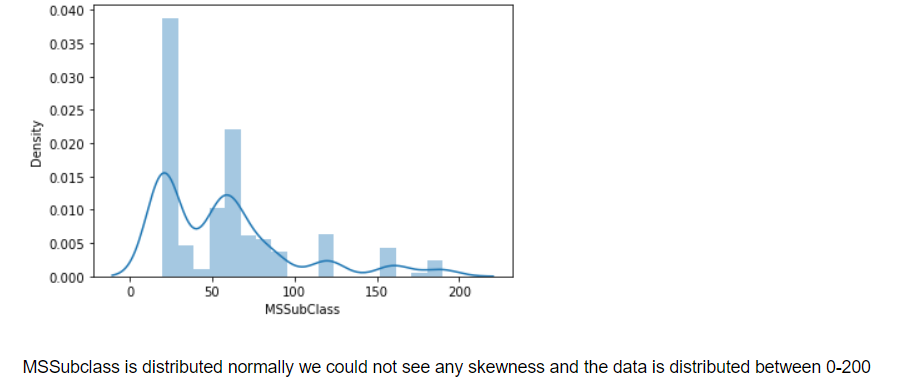 0.040
0.035
0.030
0.025
0.020
0.015
0.010
0.005
0.000
Density
0 50 100 150 200
MSSubClass
MSSubclass is distributed normally we could not see any skewness and the data is distributed between 0-200